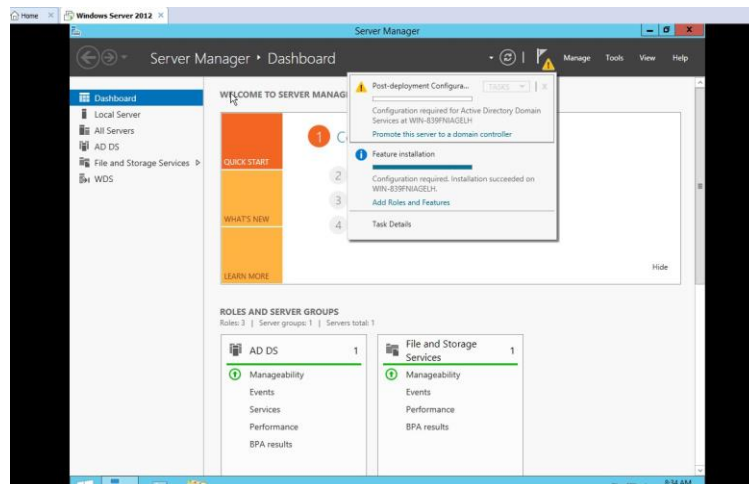 Home
Windows Server 2012
Server Manager
Server Manager • Dashboard
Manage Tools View Help
Dashboard
Local Server
All Servers
AD DS
File and Storage Services
WDS
WELCOME TO SERVER MANAG
QUICK START
WHAT'S NEW
LEARN MORE
1 Co
2
3
4
Post-deployment Configura... TASKS X
Configuration required for Active Directory Domain
Services at WIN-839FNIAGELH
Promote this server to a domain controller
Feature installation
Configuration required. Installation succeeded on
WIN-839FNIAGELH.
Add Roles and Features
Task Details
Hide
ROLES AND SERVER GROUPS
Roles: 3 | Server groups: 1 | Servers total: 1
AD DS 1
Manageability
Events
Services
Performance
BPA results
File and Storage
Services 1
Manageability
Events
Performance
BPA results
8:34 AM